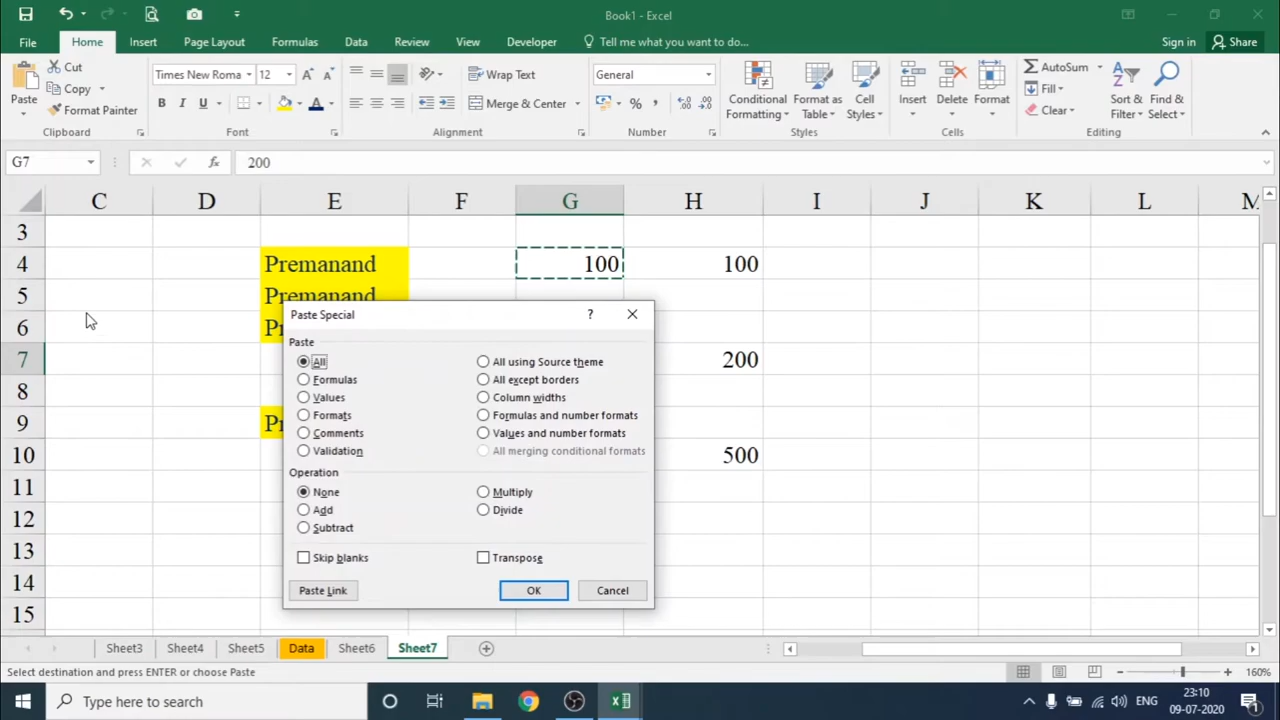 Book1 - Excel
File Home Insert Page Layout Formulas Data Review View Developer Tell me what you want to do... Sign in Share
Paste
Cut
Copy
Format Painter
Clipboard
Times New Roma 12 A A
B I U A
Font
Wrap Text
Merge & Center
Alignment
General
% ,
Number
Conditional Formatting
Format as Table
Cell Styles
Styles
Insert Delete Format
Cells
AutoSum
Fill
Clear
Sort & Filter
Find & Select
Editing
G7 fx 200
C D E F G H I J K L M
3
4 Premanand 100 100
5 Premanand
6
7 200
8
9
10 500
11
12
13
14
15
Paste Special ?
Paste
All All using Source theme
Formulas All except borders
Values Column widths
Formats Formulas and number formats
Comments Values and number formats
Validation All merging conditional formats
Operation
None Multiply
Add Divide
Subtract
Skip blanks Transpose
Paste Link OK Cancel
Sheet3 Sheet4 Sheet5 Data Sheet6 Sheet7
Select destination and press ENTER or choose Paste 160%
Type here to search ENG 23:10
09-07-2020 1